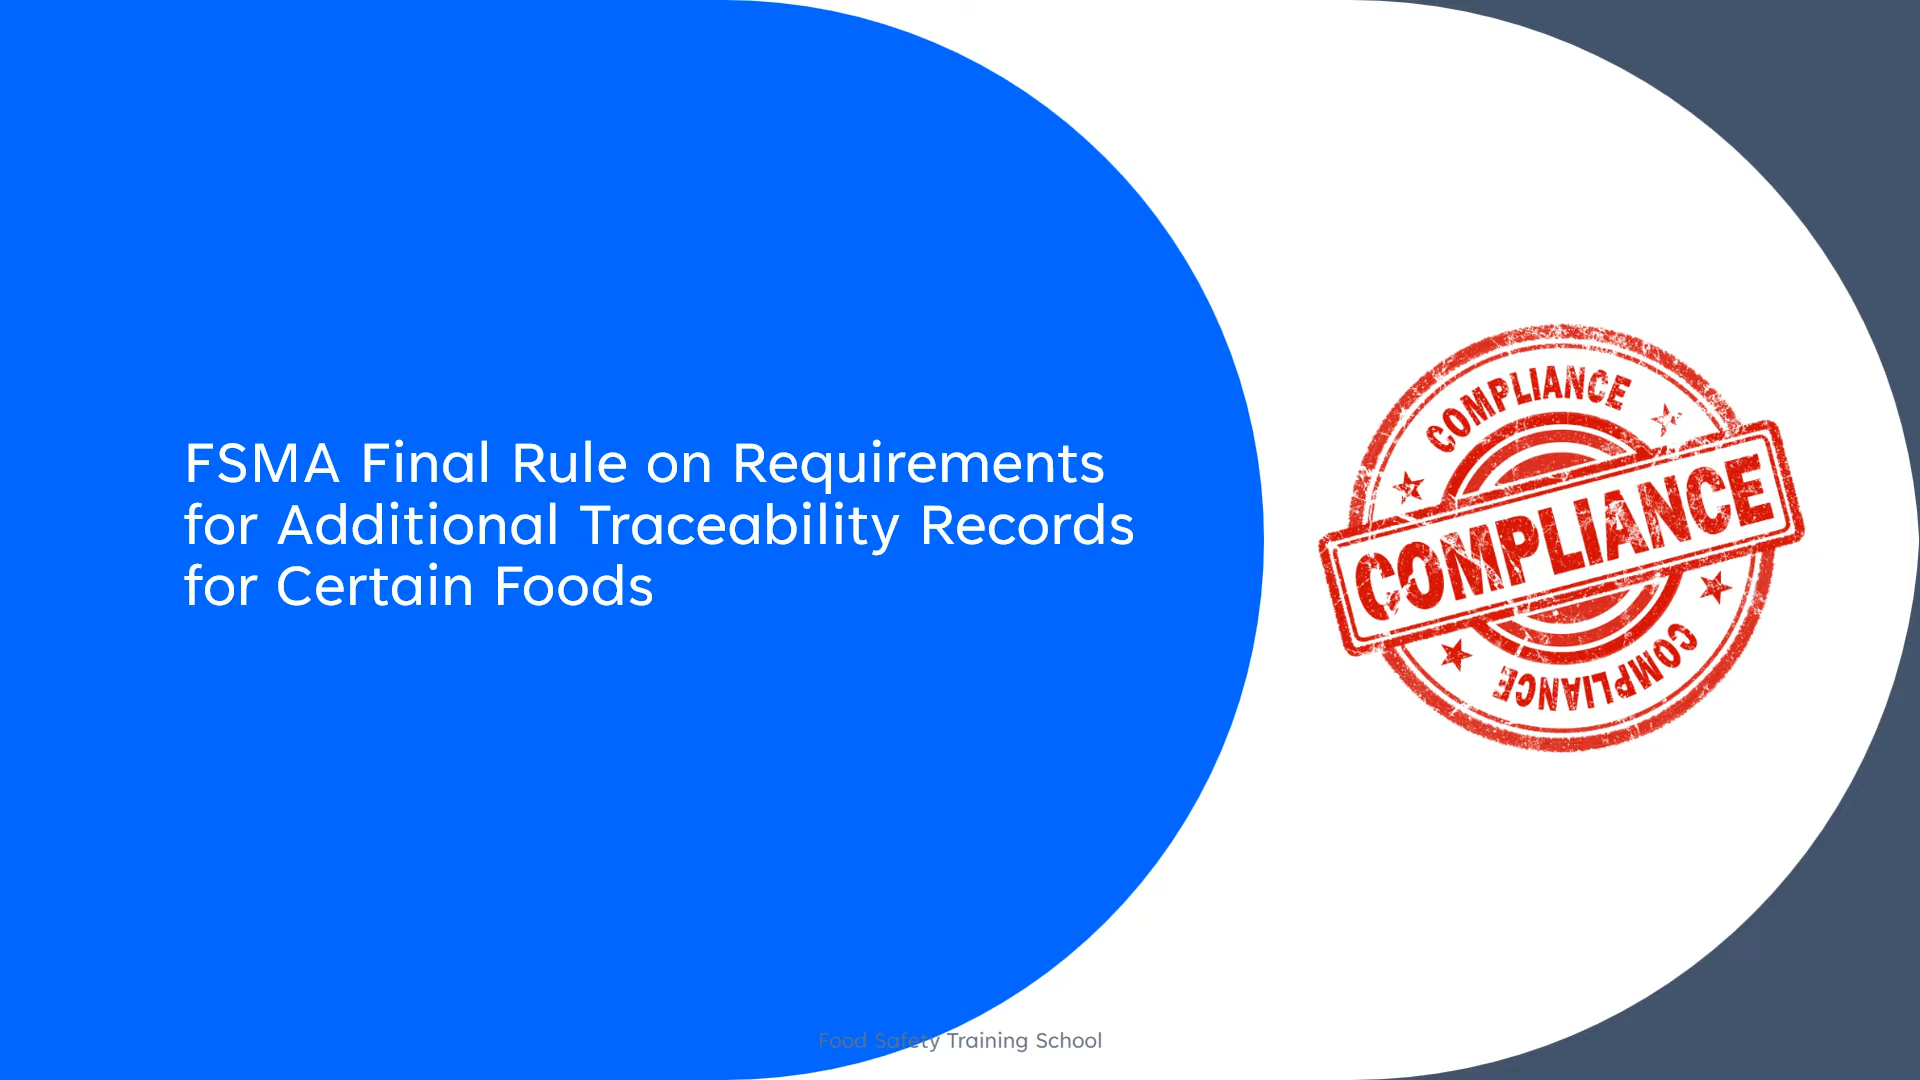 FSMA Final Rule on Requirements
for Additional Traceability Records
for Certain Foods
COMPLIANCE
COMPLIANCE
COMPLIANCE
Food Safety Training School